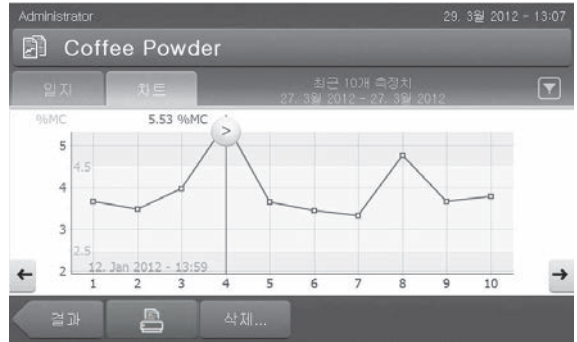 Administrator 29. 3월 2012 - 13:07
Coffee Powder
일지 차트 최근 10개 측정치
27. 3월 2012 - 27. 3월 2012
%MC 5.53 %MC
>
5
4.5
4
3
2.5
2 12. Jan 2012 - 13:59
1 2 3 4 5 6 7 8 9 10
결과 삭제...